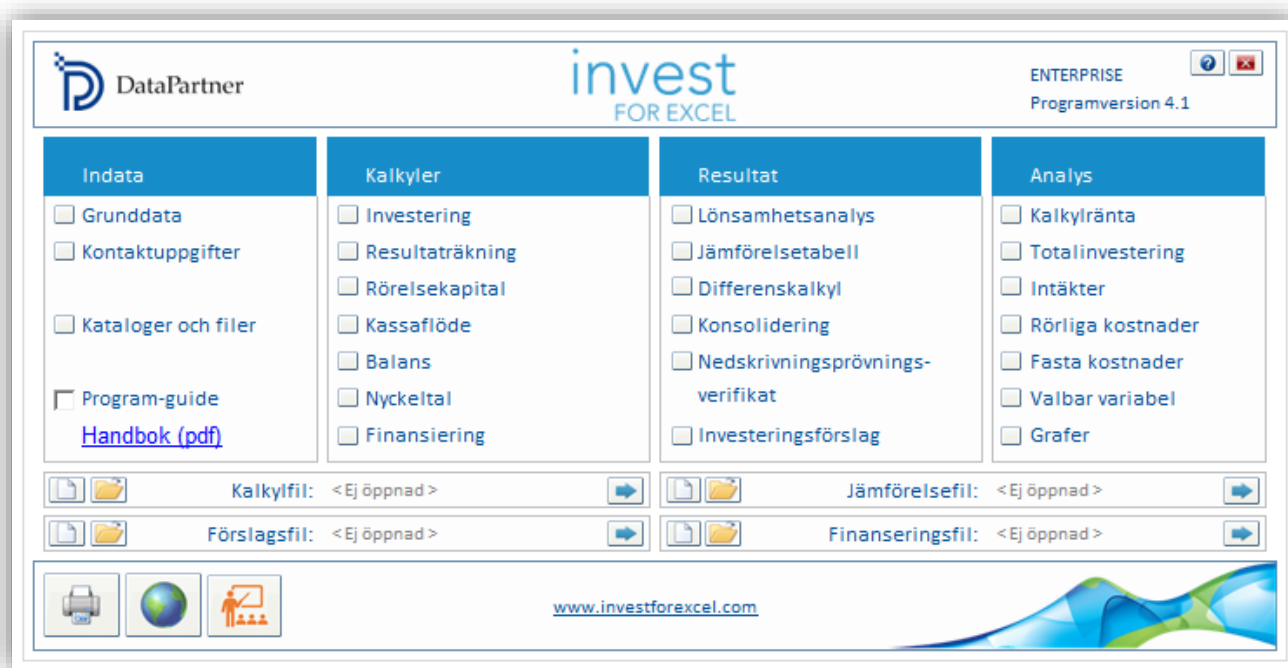 DataPartner
invest
FOR EXCEL
ENTERPRISE
Programversion 4.1
Indata
Grunddata
Kontaktuppgifter
Kataloger och filer
Program-guide
Handbok (pdf)
Kalkyler
Investering
Resultaträkning
Rörelsekapital
Kassaflöde
Balans
Nyckeltal
Finansiering
Resultat
Lönsamhetsanalys
Jämförelsetabell
Differenskalkyl
Konsolidering
Nedskrivningsprövnings-
verifikat
Investeringsförslag
Analys
Kalkylränta
Totalinvestering
Intäkter
Rörliga kostnader
Fasta kostnader
Valbar variabel
Grafer
Kalkylfil: <Ej öppnad>
Jämförelsefil: <Ej öppnad>
Förslagsfil: <Ej öppnad>
Finanseringsfil: <Ej öppnad>
www.investforexcel.com